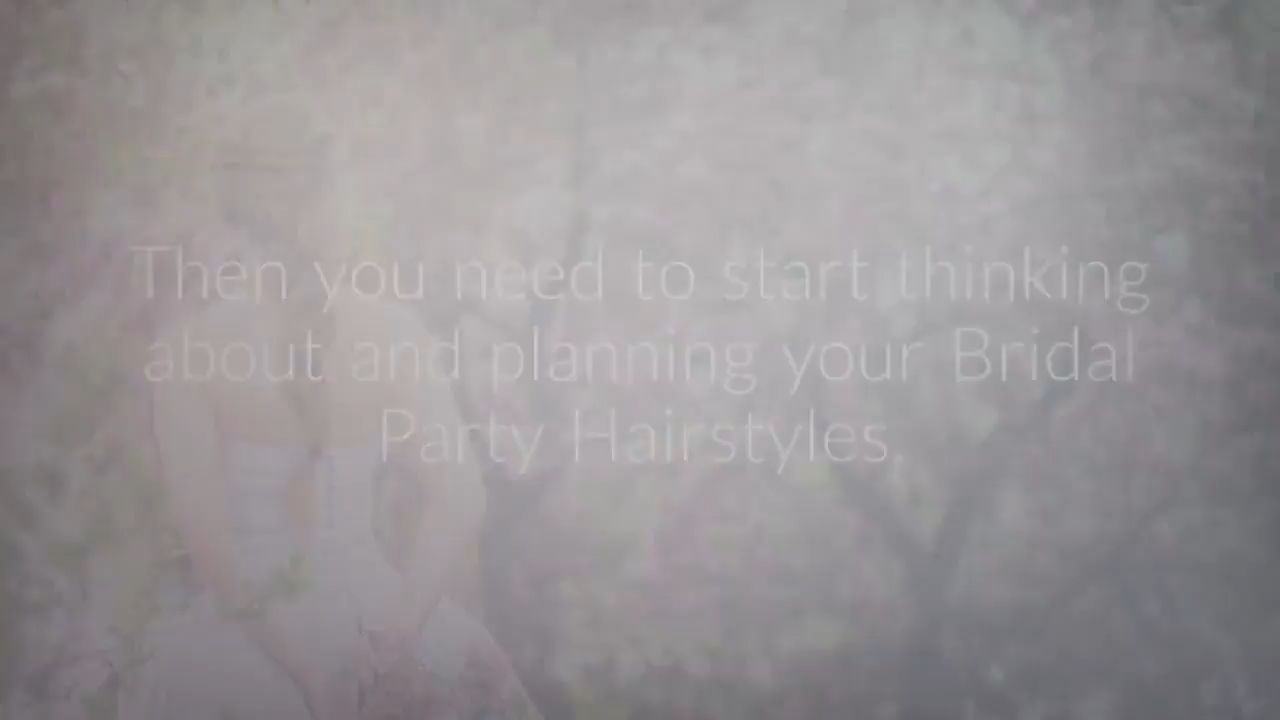 Then you need to start thinking
about and planning your Bridal
Party Hairstyles.